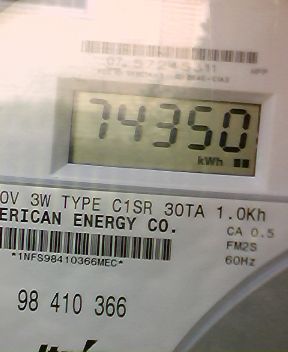 74350
kWh
0V 3W TYPE C1SR 30TA 1.0Kh
ERICAN ENERGY CO.
CA 0.5
FM2S
*1NFS98410366MEC*
60Hz
98 410 366